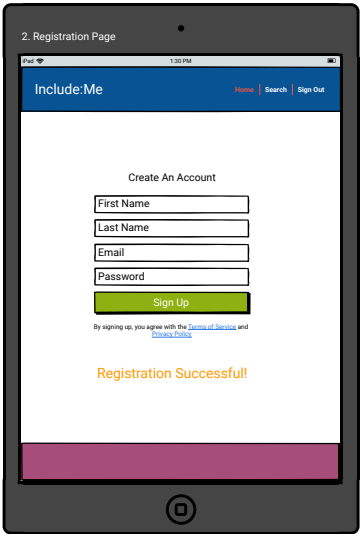 2. Registration Page
iPad 1:30 PM
Include:Me
Home Search Sign Out
Create An Account
First Name
Last Name
Email
Password
Sign Up
By signing up, you agree with the Terms of Service and
Privacy Policy
Registration Successful!